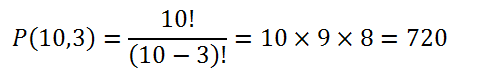 P(10,3) = 10! / (10 − 3)! = 10 × 9 × 8 = 720